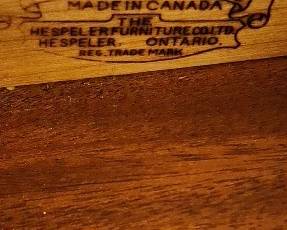 MADE IN CANADA
THE
HESPELER FURNITURE CO. LTD.
HESPELER, ONTARIO.
REG. TRADE MARK